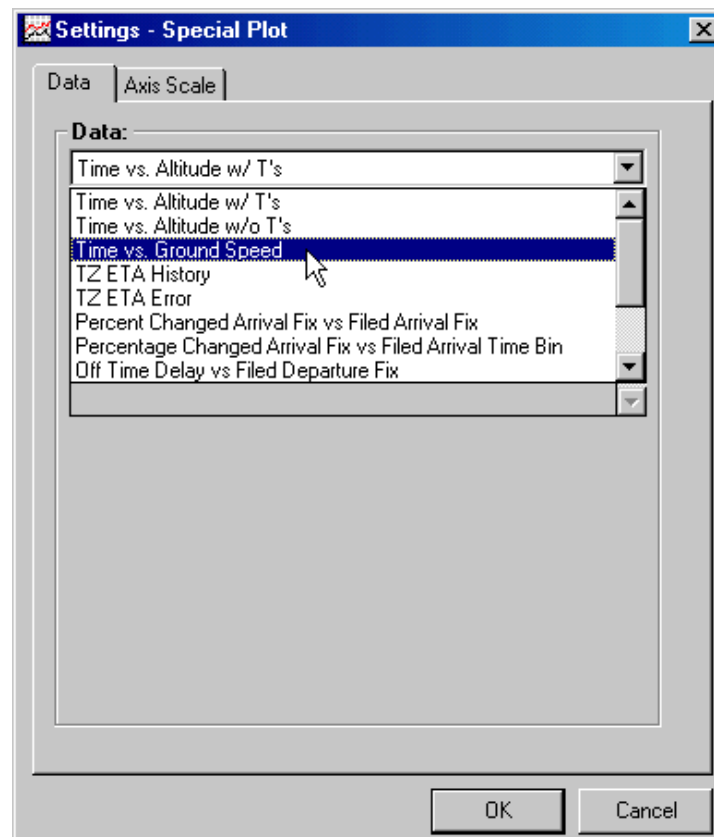 Settings - Special Plot
Data
Axis Scale
Data:
Time vs. Altitude w/ T's
Time vs. Altitude w/ T's
Time vs. Altitude w/o T's
Time vs. Ground Speed
TZ ETA History
TZ ETA Error
Percent Changed Arrival Fix vs Filed Arrival Fix
Percentage Changed Arrival Fix vs Filed Arrival Time Bin
Off Time Delay vs Filed Departure Fix
OK
Cancel